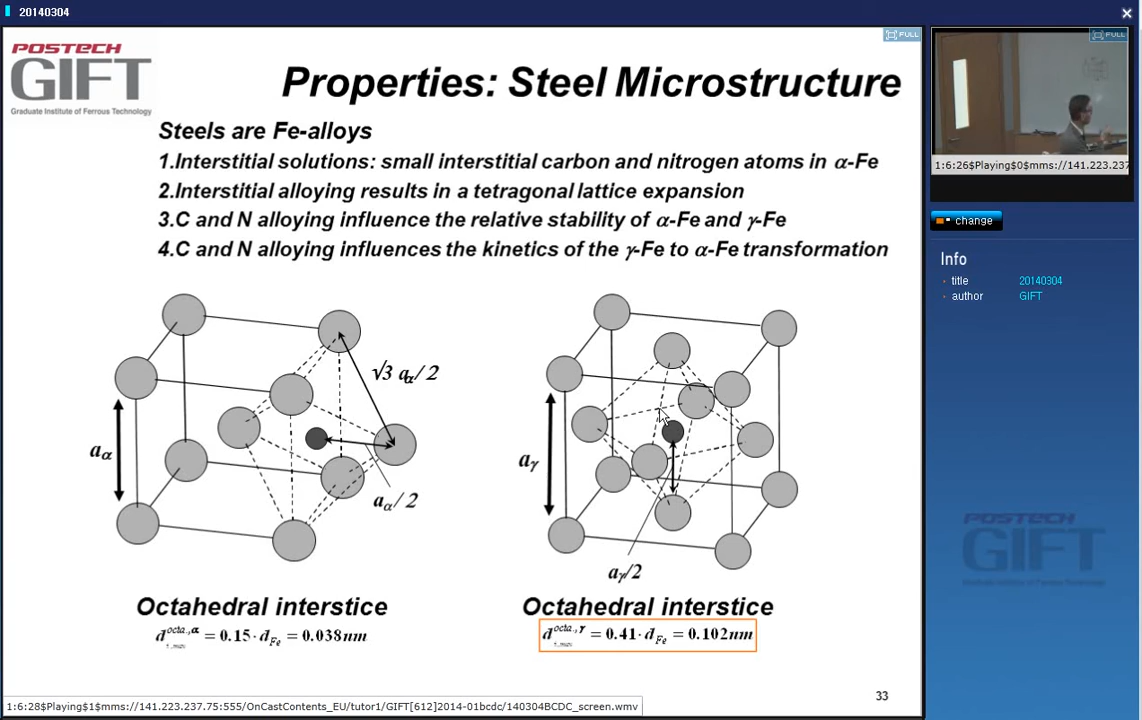 20140304
POSTECH
GIFT
Graduate Institute of Ferrous Technology
FULL
Properties: Steel Microstructure
Steels are Fe-alloys
1.Interstitial solutions: small interstitial carbon and nitrogen atoms in α-Fe
2.Interstitial alloying results in a tetragonal lattice expansion
3.C and N alloying influence the relative stability of α-Fe and γ-Fe
4.C and N alloying influences the kinetics of the γ-Fe to α-Fe transformation
√3 aα/2
aα
aα/2
aγ
aγ/2
Octahedral interstice
d octa.,α = 0.15· dFe = 0.038nm
Octahedral interstice
d octa.,γ = 0.41· dFe = 0.102nm
33
1:6:28$Playing$1$mms://141.223.237.75:555/OnCastContents_EU/tutor1/GIFT[612]2014-01bcdc/140304BCDC_screen.wmv
FULL
1:6:26$Playing$0$mms://141.223.237
change
Info
title 20140304
author GIFT
POSTECH
GIFT